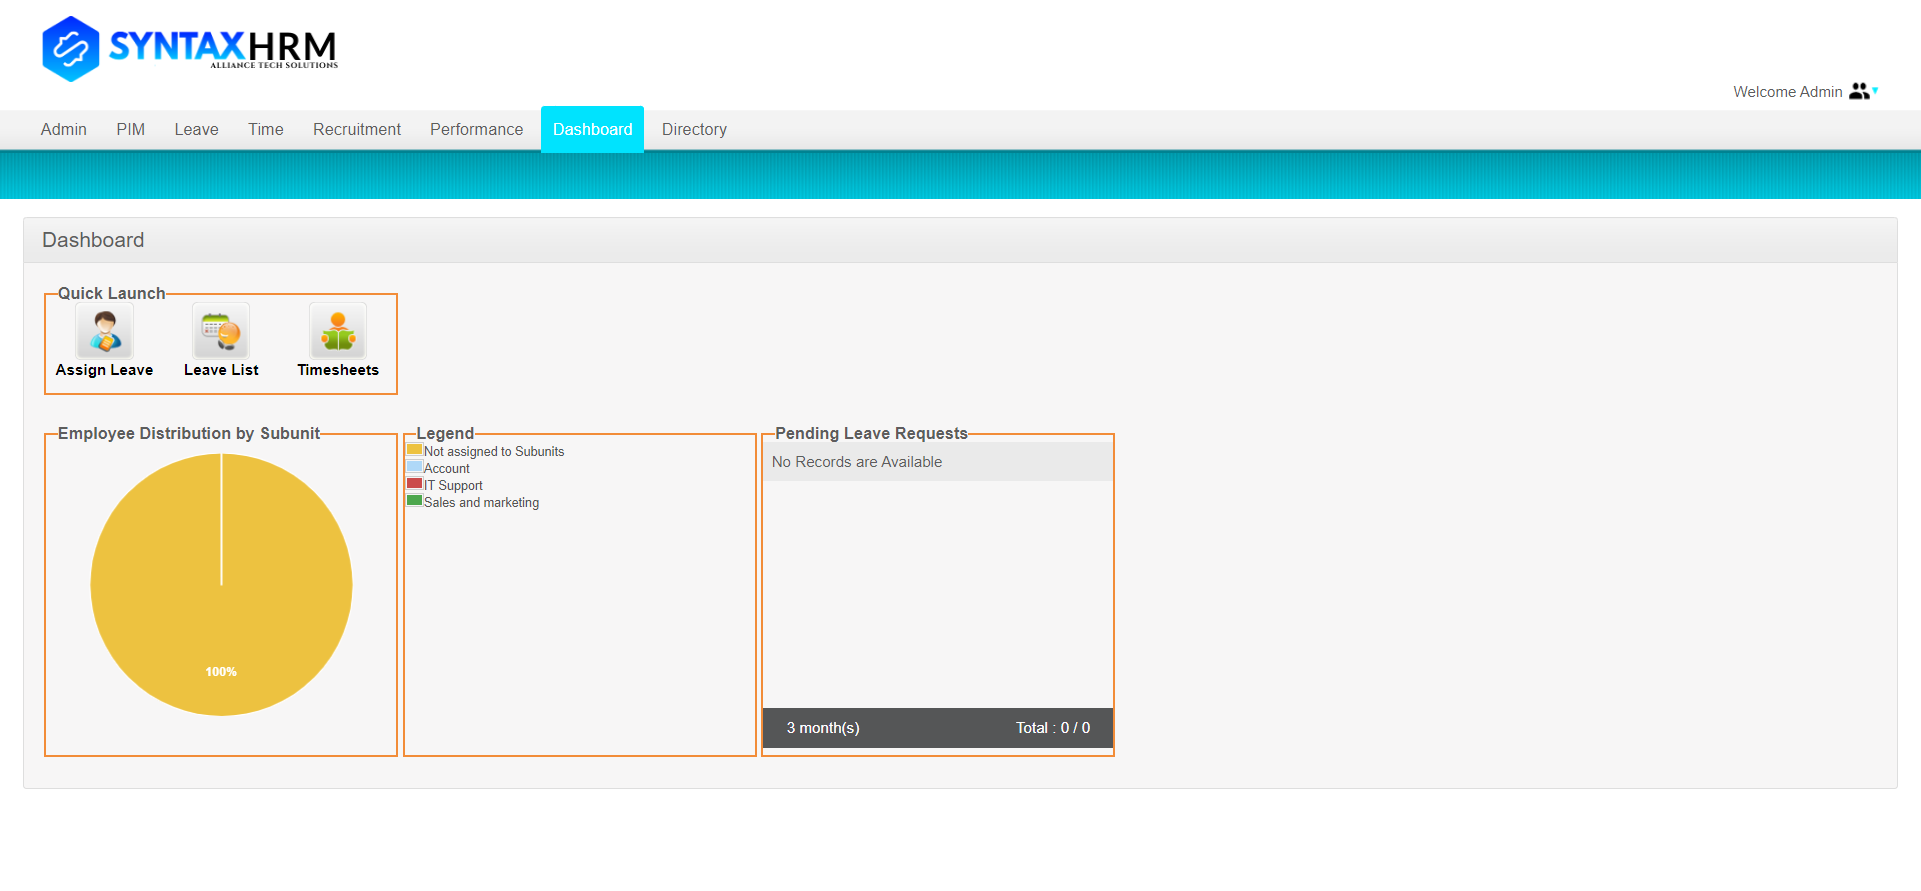 SYNTAXHRM
ALLIANCE TECH SOLUTIONS
Welcome Admin
Admin PIM Leave Time Recruitment Performance Dashboard Directory
Dashboard
Quick Launch
Assign Leave Leave List Timesheets
Employee Distribution by Subunit
100%
Legend
Not assigned to Subunits
Account
IT Support
Sales and marketing
Pending Leave Requests
No Records are Available
3 month(s) Total : 0 / 0